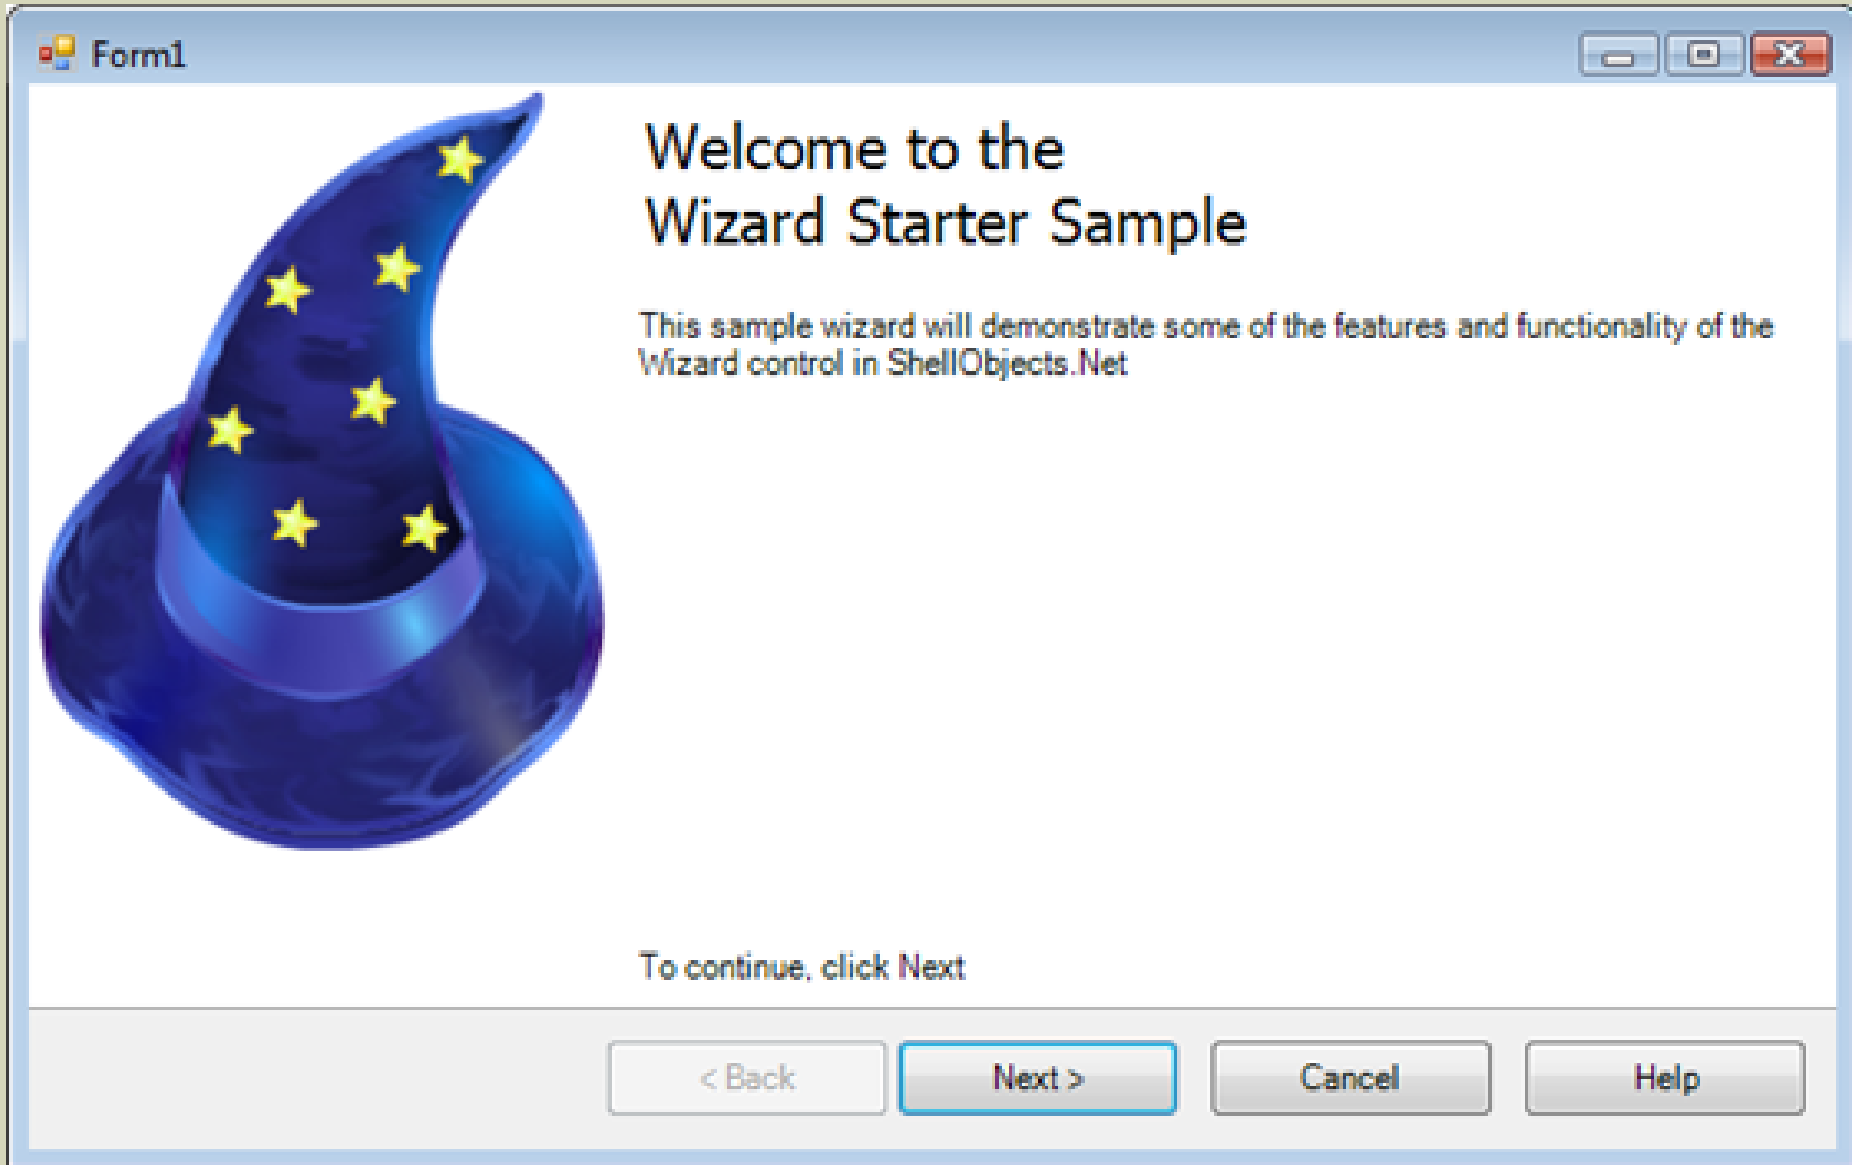 Form1
Welcome to the
Wizard Starter Sample
This sample wizard will demonstrate some of the features and functionality of the
Wizard control in ShellObjects.Net
To continue, click Next
< Back
Next >
Cancel
Help